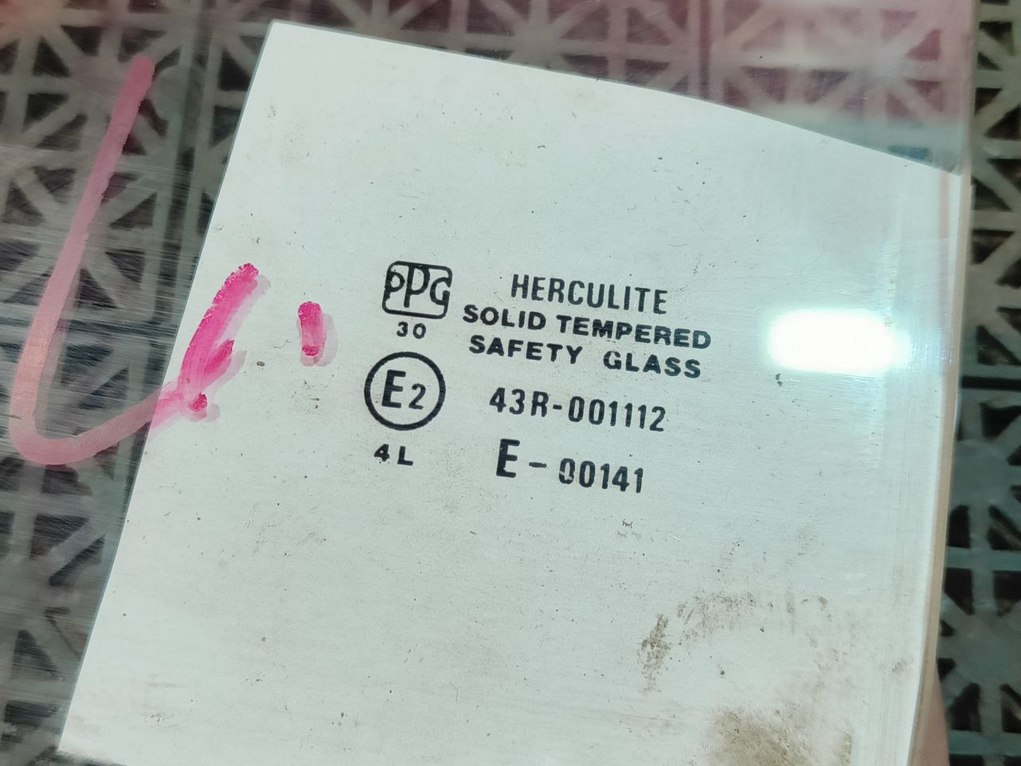 PPG
30
HERCULITE
SOLID TEMPERED
SAFETY GLASS
E2
43R-001112
4L
E-00141